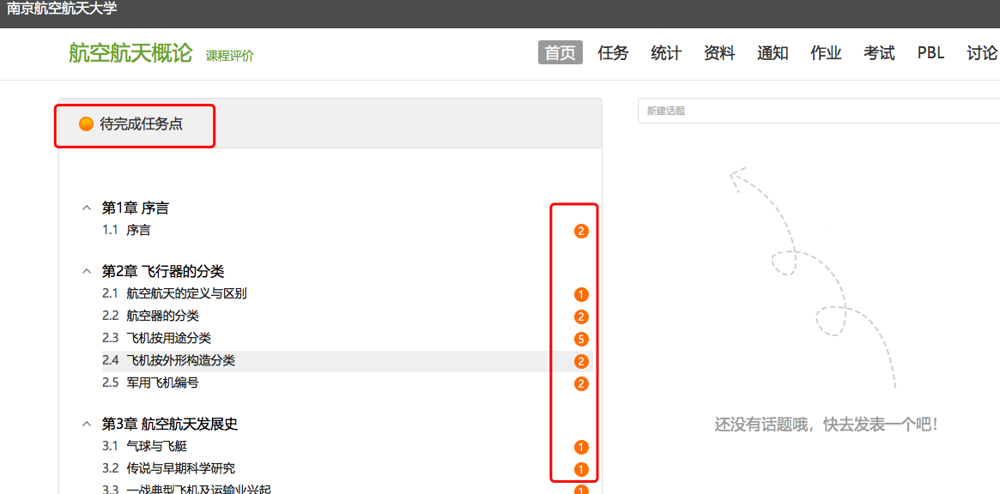 南京航空航天大学
航空航天概论 课程评价 首页 任务 统计 资料 通知 作业 考试 PBL 讨论
待完成任务点
第1章 序言
1.1 序言 2
第2章 飞行器的分类
2.1 航空航天的定义与区别 1
2.2 航空器的分类 2
2.3 飞机按用途分类 5
2.4 飞机按外形构造分类 2
2.5 军用飞机编号 2
第3章 航空航天发展史
3.1 气球与飞艇 1
3.2 传说与早期科学研究 1
3.3 一战典型飞机及运输业兴起 1
新建话题
还没有话题哦，快去发表一个吧！